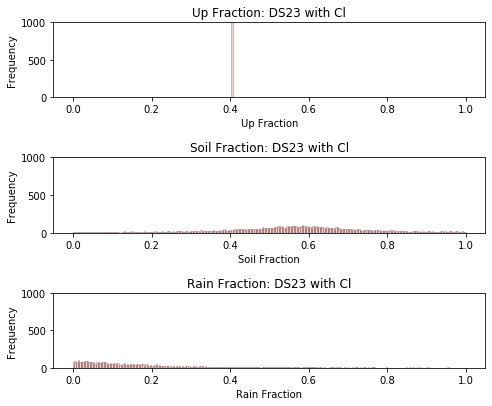 Up Fraction: DS23 with Cl
1000
500
0
Frequency
0.0 0.2 0.4 0.6 0.8 1.0
Up Fraction
Soil Fraction: DS23 with Cl
1000
500
0
Frequency
0.0 0.2 0.4 0.6 0.8 1.0
Soil Fraction
Rain Fraction: DS23 with Cl
1000
500
0
Frequency
0.0 0.2 0.4 0.6 0.8 1.0
Rain Fraction